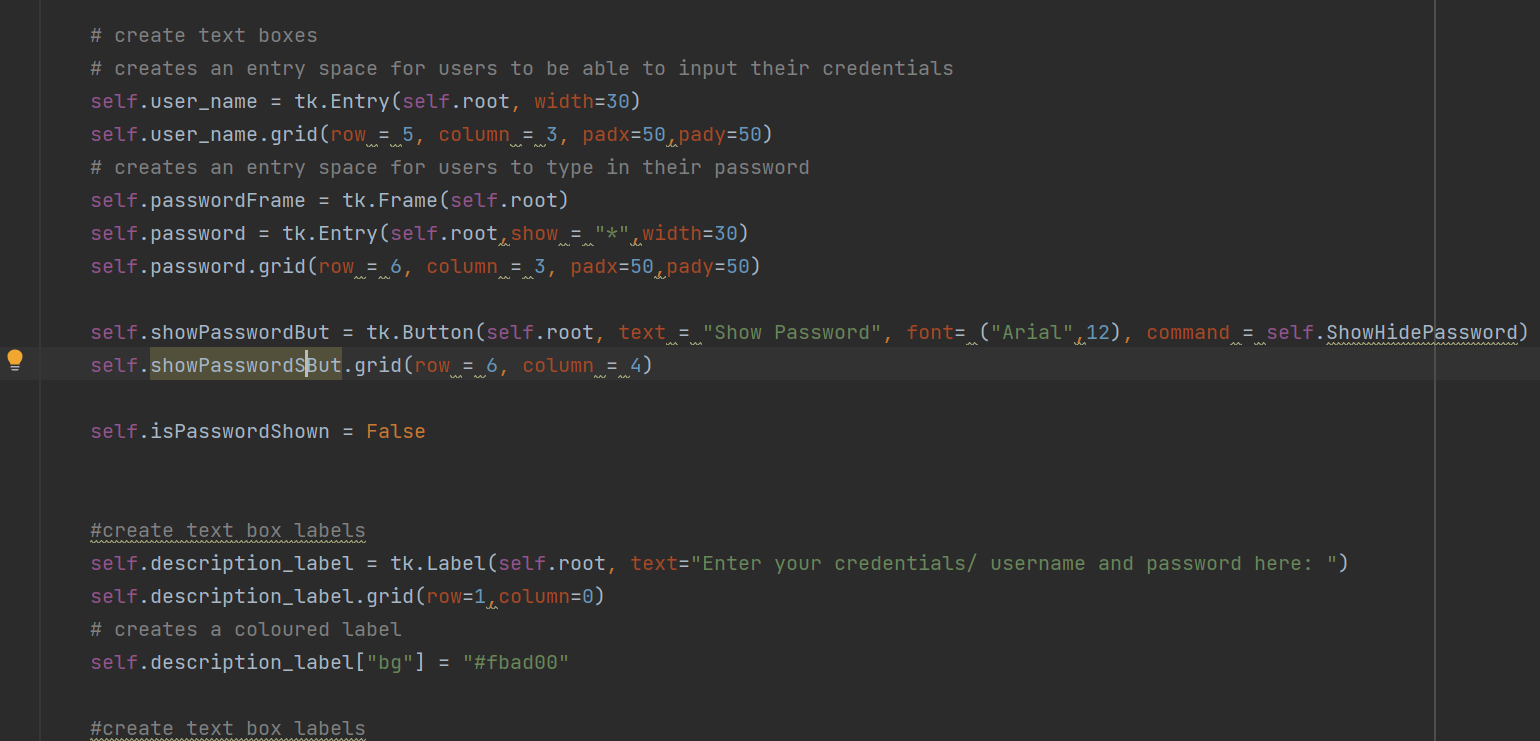 # create text boxes
# creates an entry space for users to be able to input their credentials
self.user_name = tk.Entry(self.root, width=30)
self.user_name.grid(row = 5, column = 3, padx=50,pady=50)
# creates an entry space for users to type in their password
self.passwordFrame = tk.Frame(self.root)
self.password = tk.Entry(self.root,show = "*",width=30)
self.password.grid(row = 6, column = 3, padx=50,pady=50)
self.showPasswordBut = tk.Button(self.root, text = "Show Password", font= ("Arial",12), command = self.ShowHidePassword)
self.showPasswordSBut.grid(row = 6, column = 4)
self.isPasswordShown = False
#create text box labels
self.description_label = tk.Label(self.root, text="Enter your credentials/ username and password here: ")
self.description_label.grid(row=1,column=0)
# creates a coloured label
self.description_label["bg"] = "#fbad00"
#create text box labels